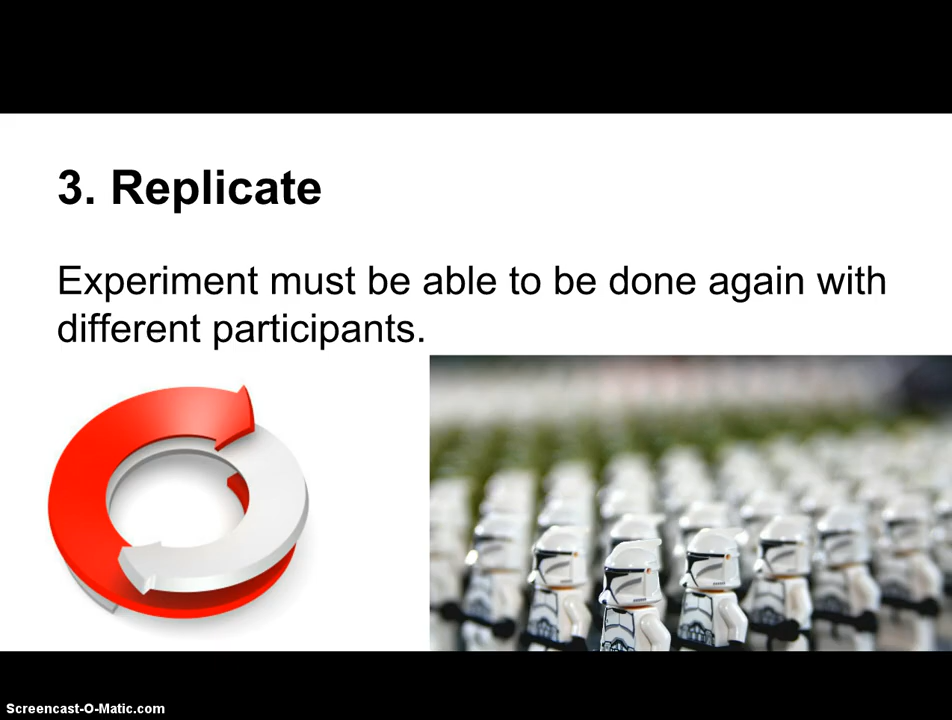 3. Replicate
Experiment must be able to be done again with
different participants.
Screencast-O-Matic.com